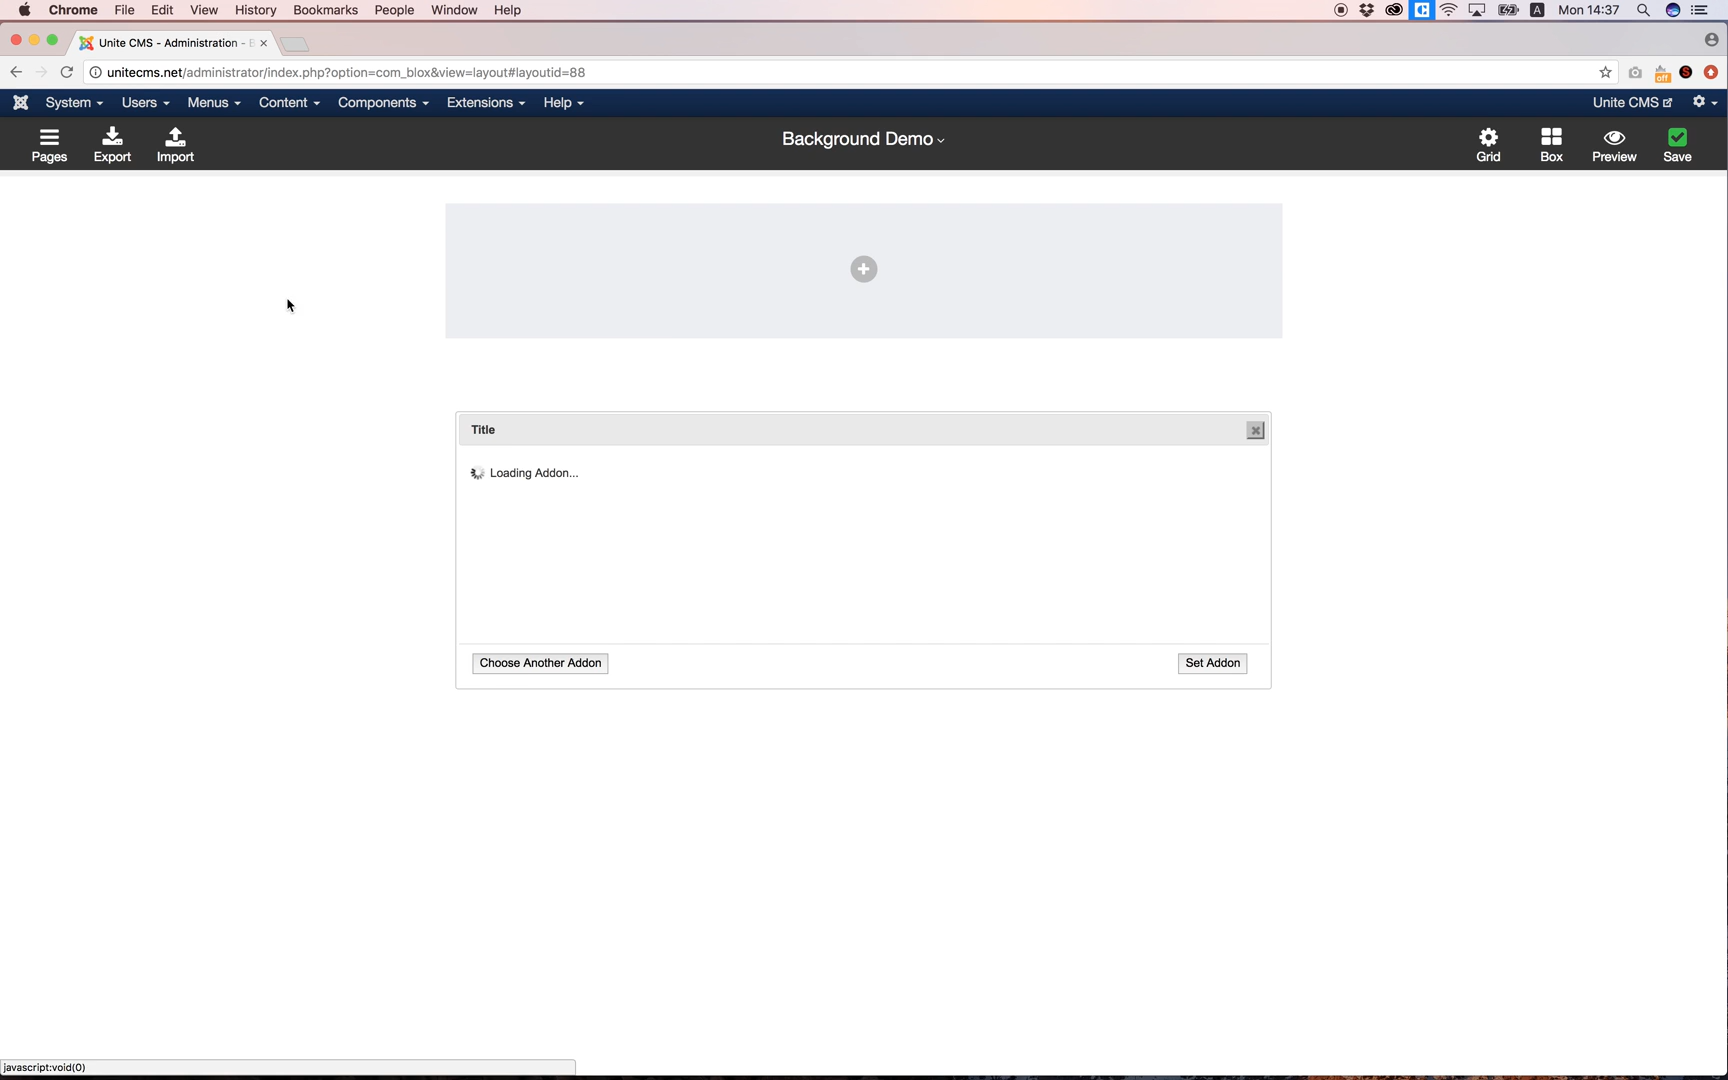 Chrome File Edit View History Bookmarks People Window Help A Mon 14:37
Unite CMS - Administration -
unitecms.net/administrator/index.php?option=com_blox&view=layout#layoutid=88 off S
System Users Menus Content Components Extensions Help Unite CMS
Background Demo
Pages Export Import Grid Box Preview Save
Title
Loading Addon...
Choose Another Addon Set Addon
javascript:void(0)